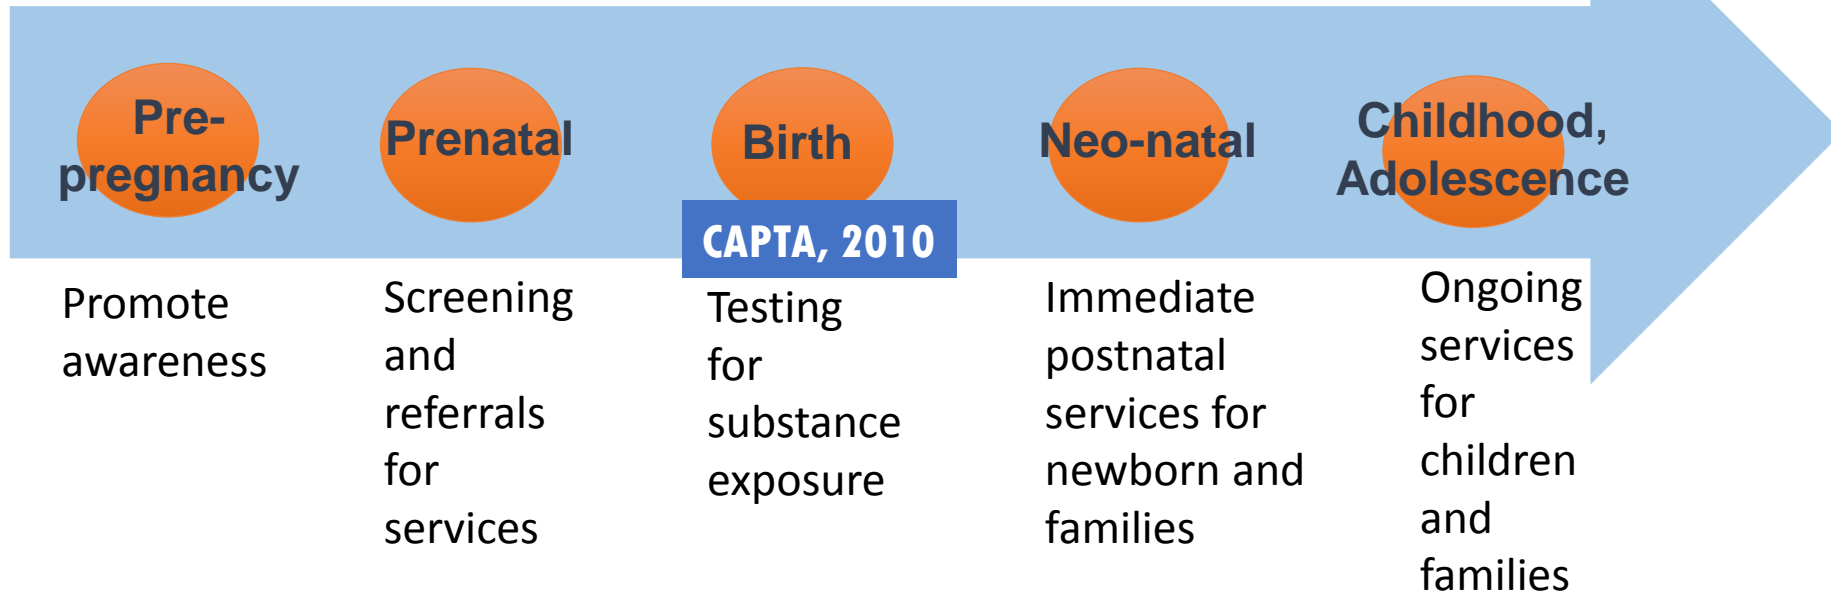 Pre-
pregnancy
Prenatal
Birth
Neo-natal
Childhood,
Adolescence
CAPTA, 2010
Promote
awareness
Screening
and
referrals
for
services
Testing
for
substance
exposure
Immediate
postnatal
services for
newborn and
families
Ongoing
services
for
children
and
families